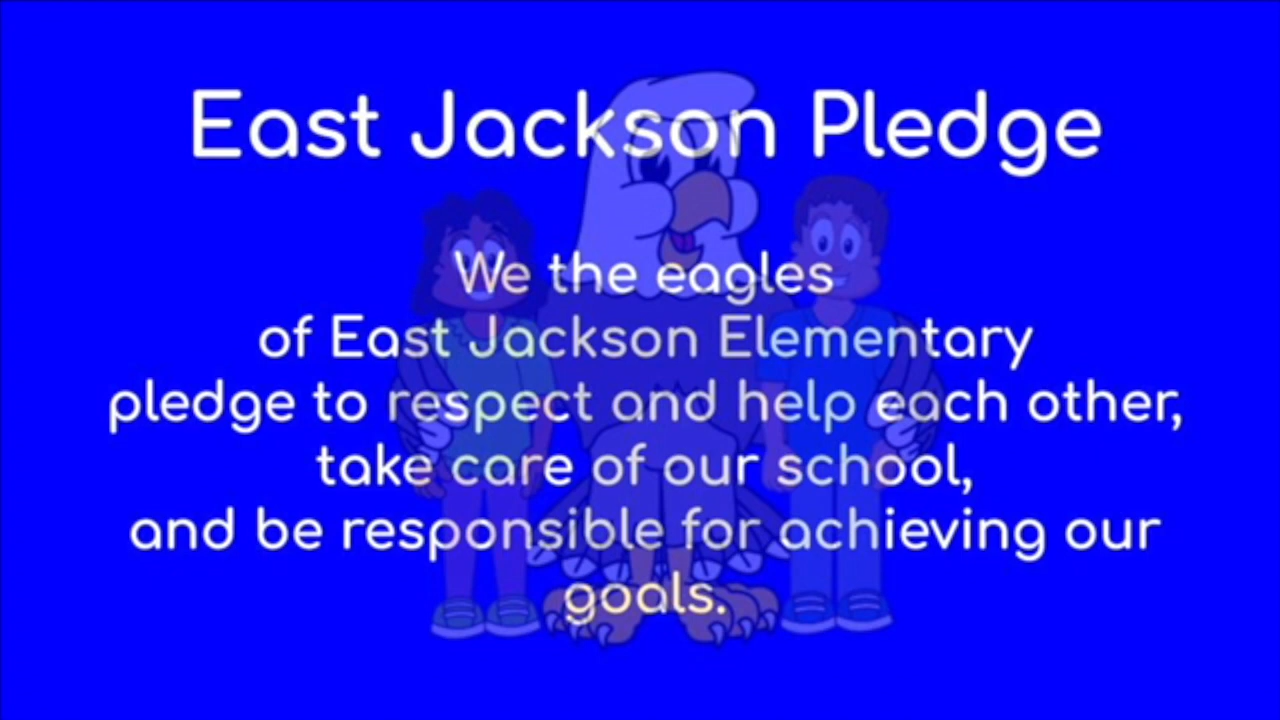 East Jackson Pledge
We the eagles
of East Jackson Elementary
pledge to respect and help each other,
take care of our school,
and be responsible for achieving our
goals.